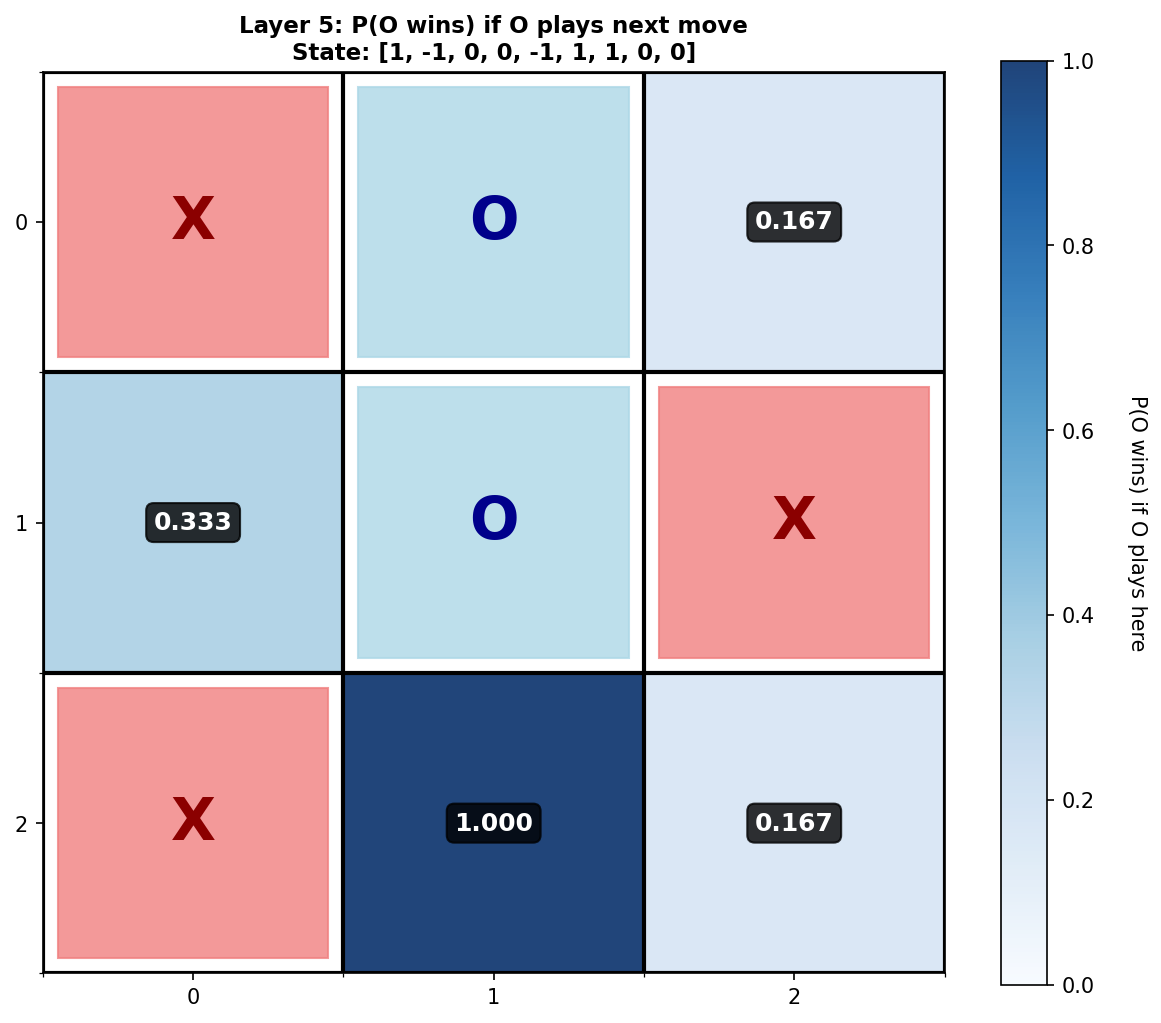 Layer 5: P(O wins) if O plays next move
State: [1, -1, 0, 0, -1, 1, 1, 0, 0]
0
X
O
0.167
1
0.333
O
X
2
X
1.000
0.167
0
1
2
1.0
0.8
0.6
0.4
0.2
0.0
P(O wins) if O plays here